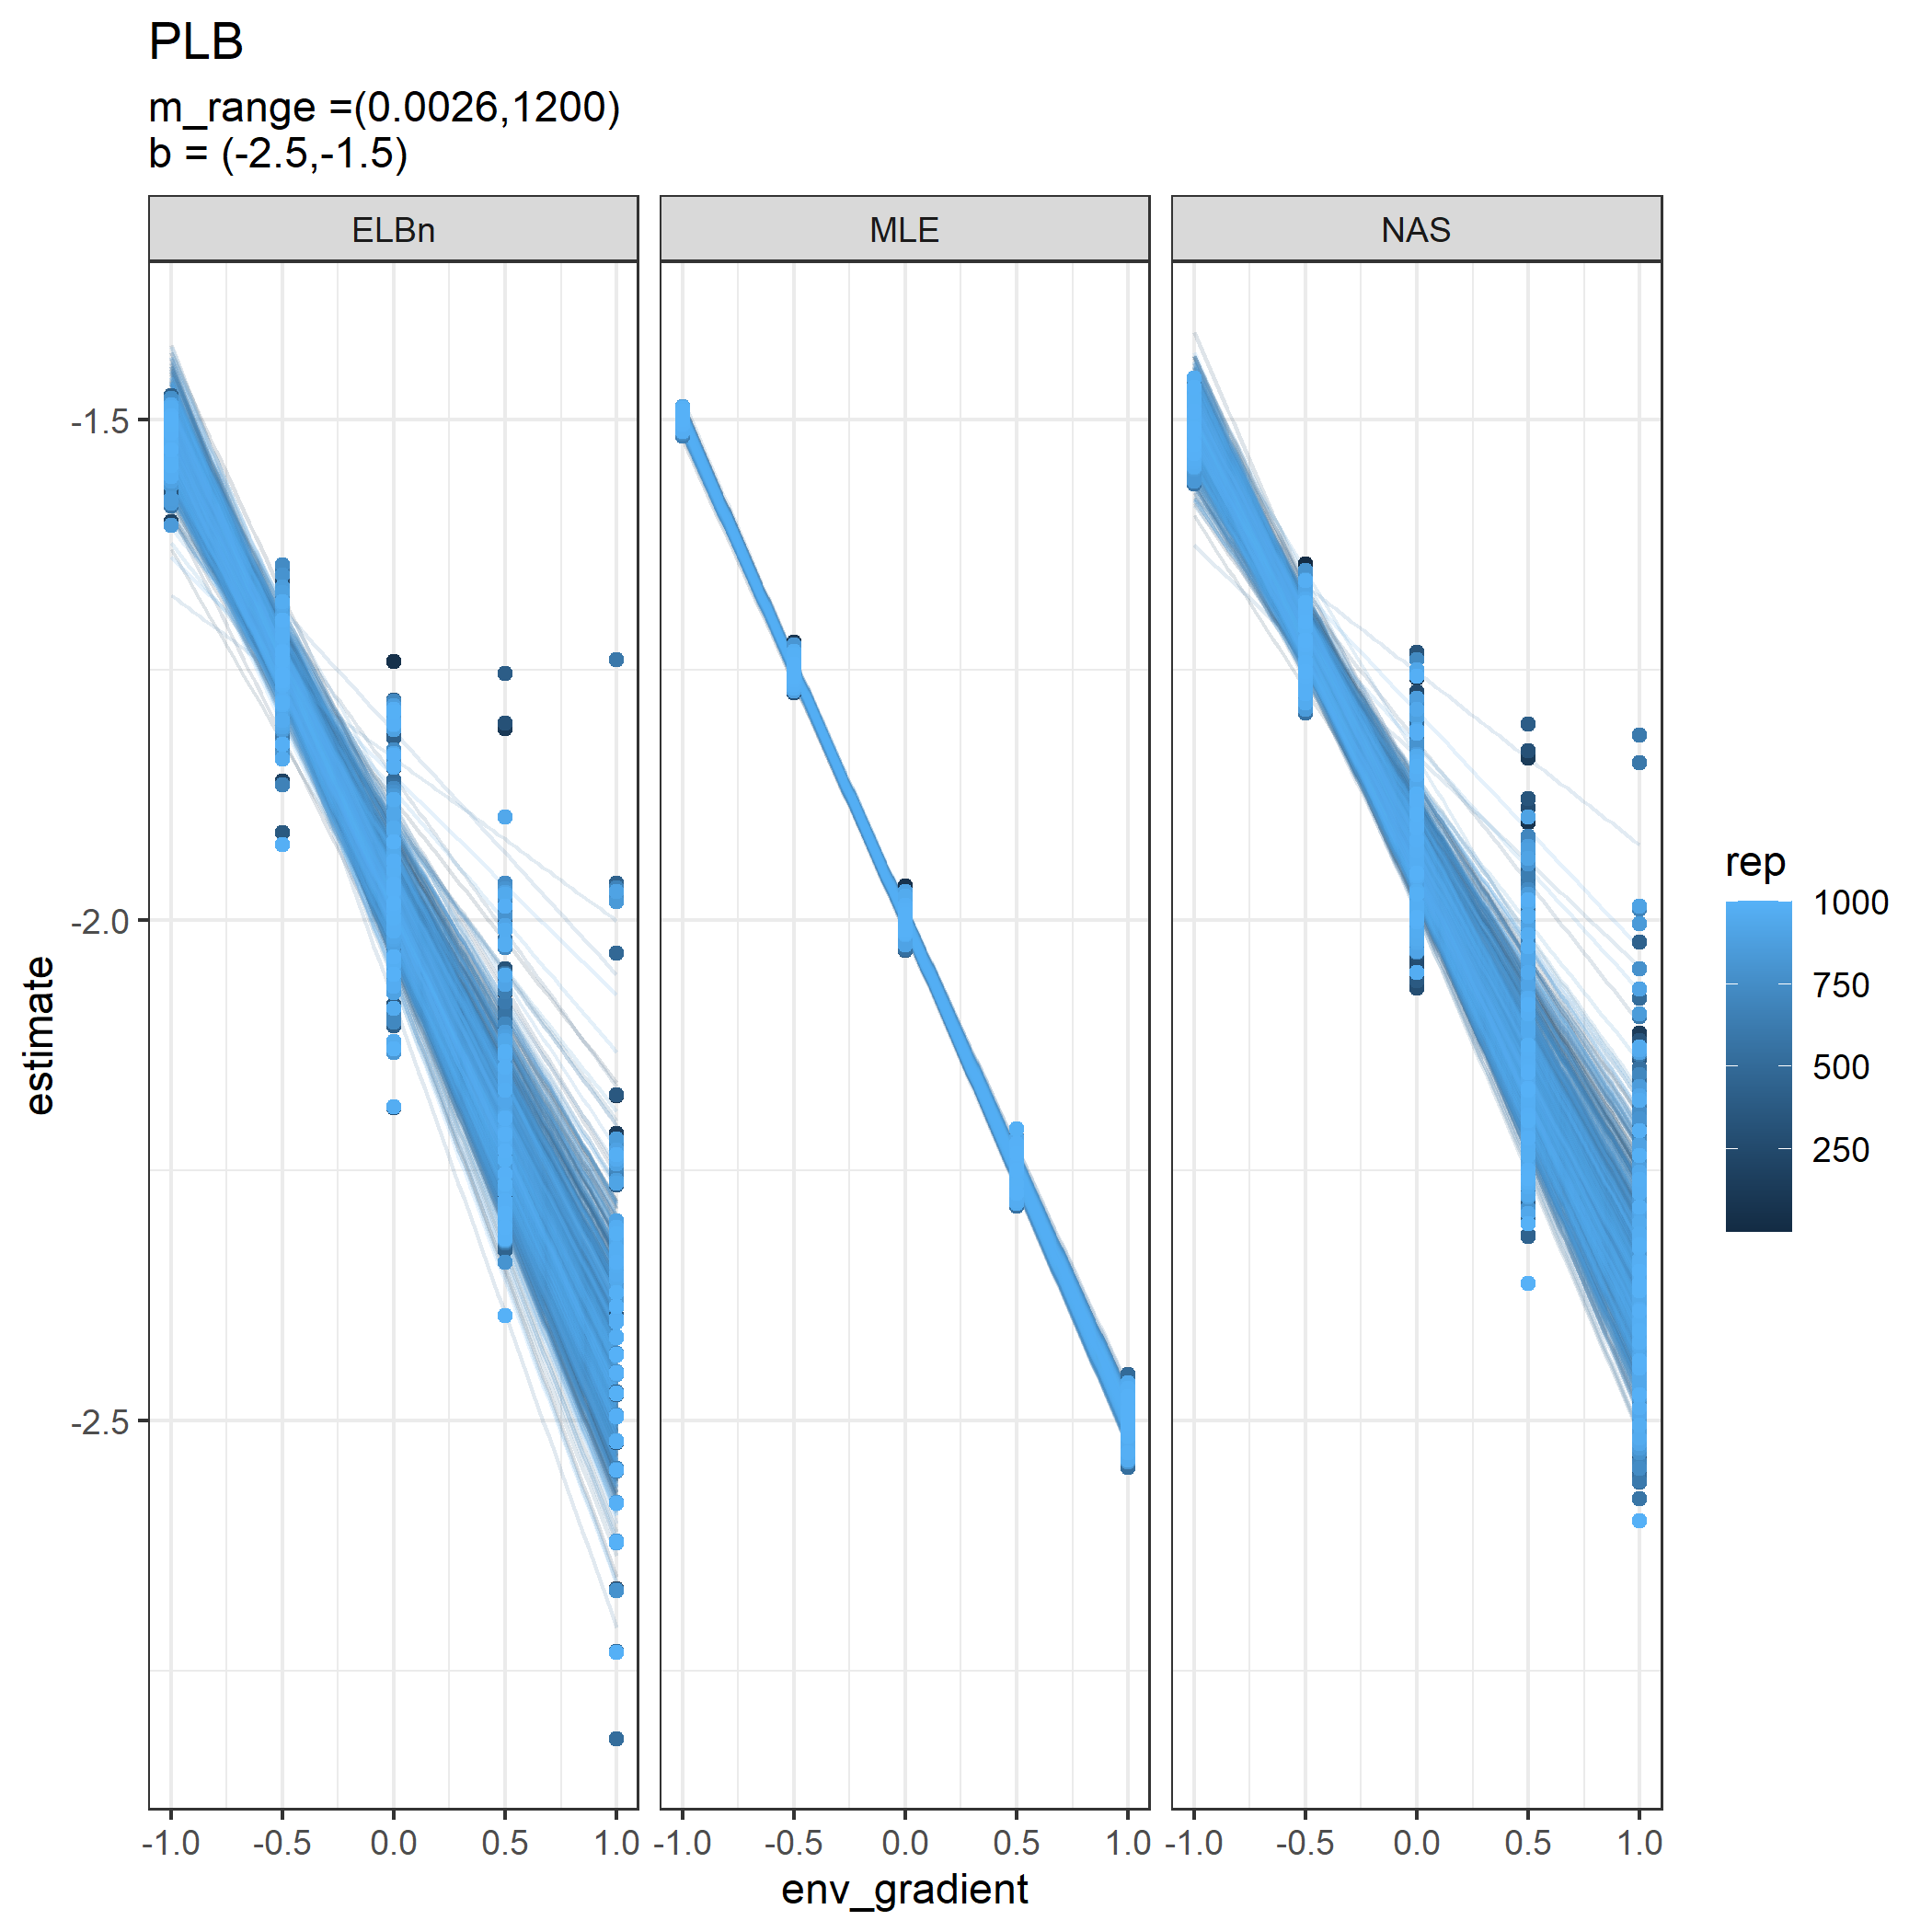 PLB
m_range =(0.0026,1200)
b = (-2.5,-1.5)
ELBn MLE NAS
-1.5
-2.0
-2.5
estimate
-1.0 -0.5 0.0 0.5 1.0 -1.0 -0.5 0.0 0.5 1.0 -1.0 -0.5 0.0 0.5 1.0
env_gradient
rep
1000
750
500
250